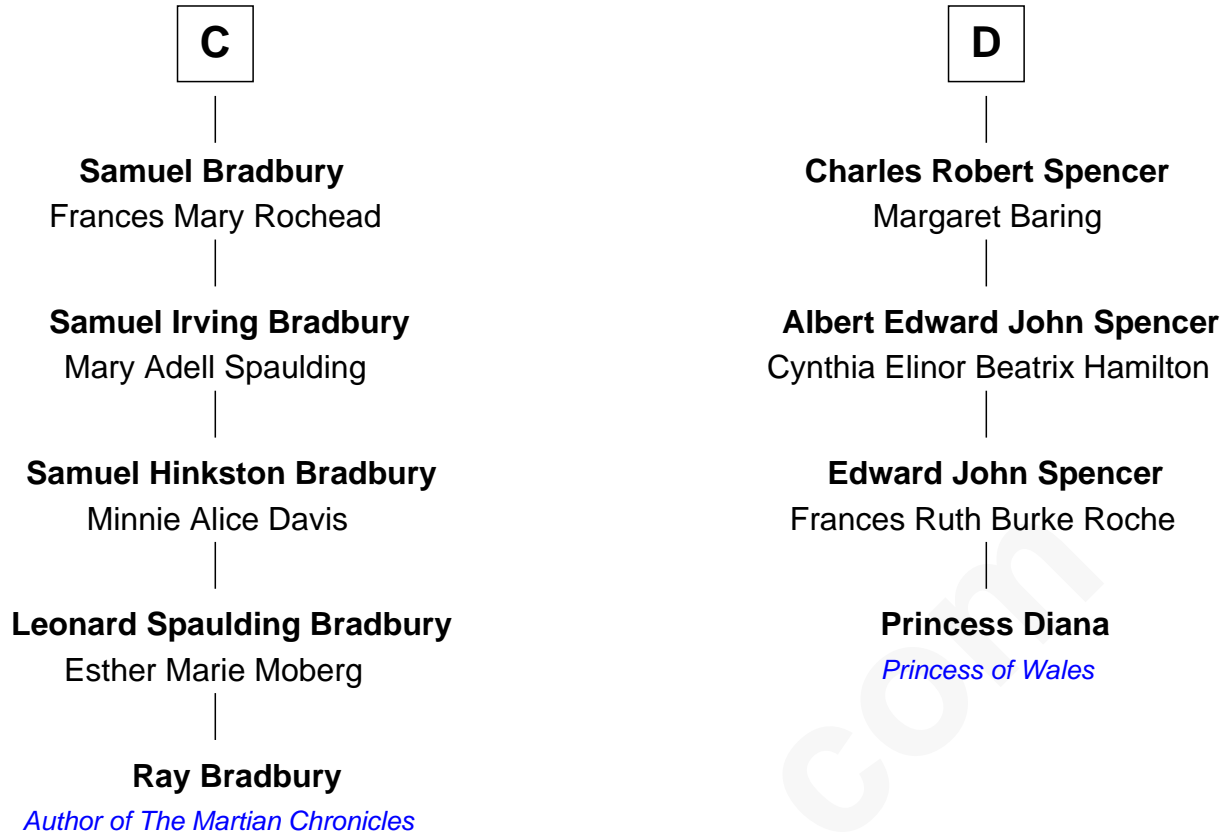 C
Samuel Bradbury
Frances Mary Rochead
Samuel Irving Bradbury
Mary Adell Spaulding
Samuel Hinkston Bradbury
Minnie Alice Davis
Leonard Spaulding Bradbury
Esther Marie Moberg
Ray Bradbury
Author of The Martian Chronicles
D
Charles Robert Spencer
Margaret Baring
Albert Edward John Spencer
Cynthia Elinor Beatrix Hamilton
Edward John Spencer
Frances Ruth Burke Roche
Princess Diana
Princess of Wales
com